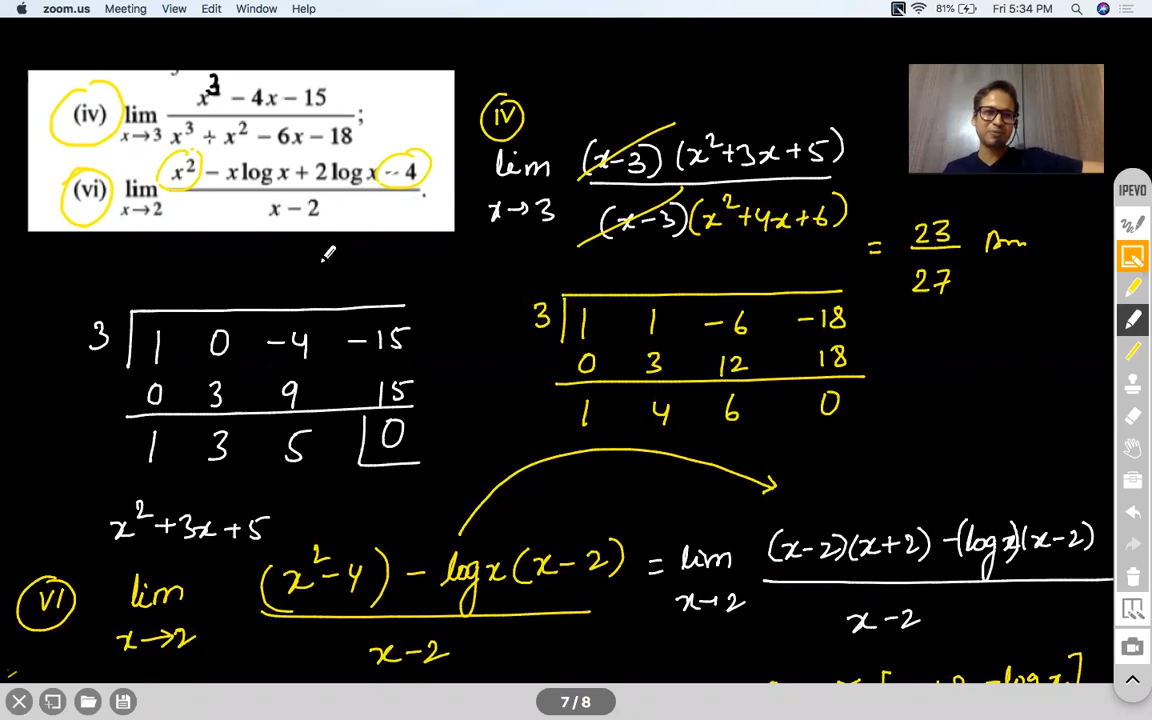 zoom.us Meeting View Edit Window Help 81% Fri 5:34 PM
(iv) lim x→3 x3 − 4x − 15 / x3 + x2 − 6x − 18 ;
(vi) lim x→2 x2 − x log x + 2 log x − 4 / x − 2 .
iv
lim x→3 (x-3) (x2+3x+5) / (x-3)(x2+4x+6) = 23/27 Ans
3 1 0 -4 -15
0 3 9 15
1 3 5 0
x2+3x+5
3 1 1 -6 -18
0 3 12 18
1 4 6 0
vi lim x→2 (x2-4) - logx(x-2) / x-2 = lim x→2 (x-2)(x+2) -(logx)(x-2) / x-2
IPEVO
7 / 8